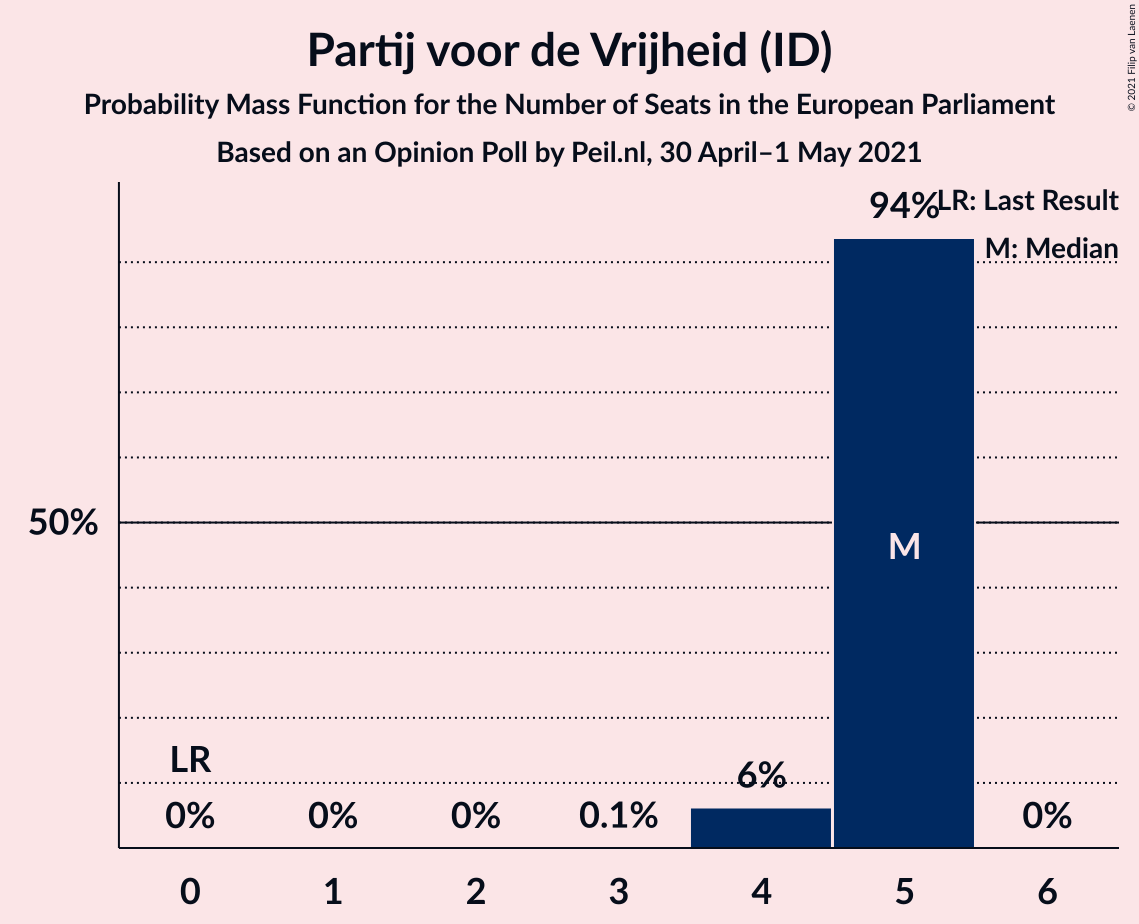 Partij voor de Vrijheid (ID)
Probability Mass Function for the Number of Seats in the European Parliament
Based on an Opinion Poll by Peil.nl, 30 April–1 May 2021
© 2021 Filip van Laenen
94%
LR: Last Result
M: Median
50%
M
LR
6%
0% 0% 0% 0.1% 0%
0 1 2 3 4 5 6